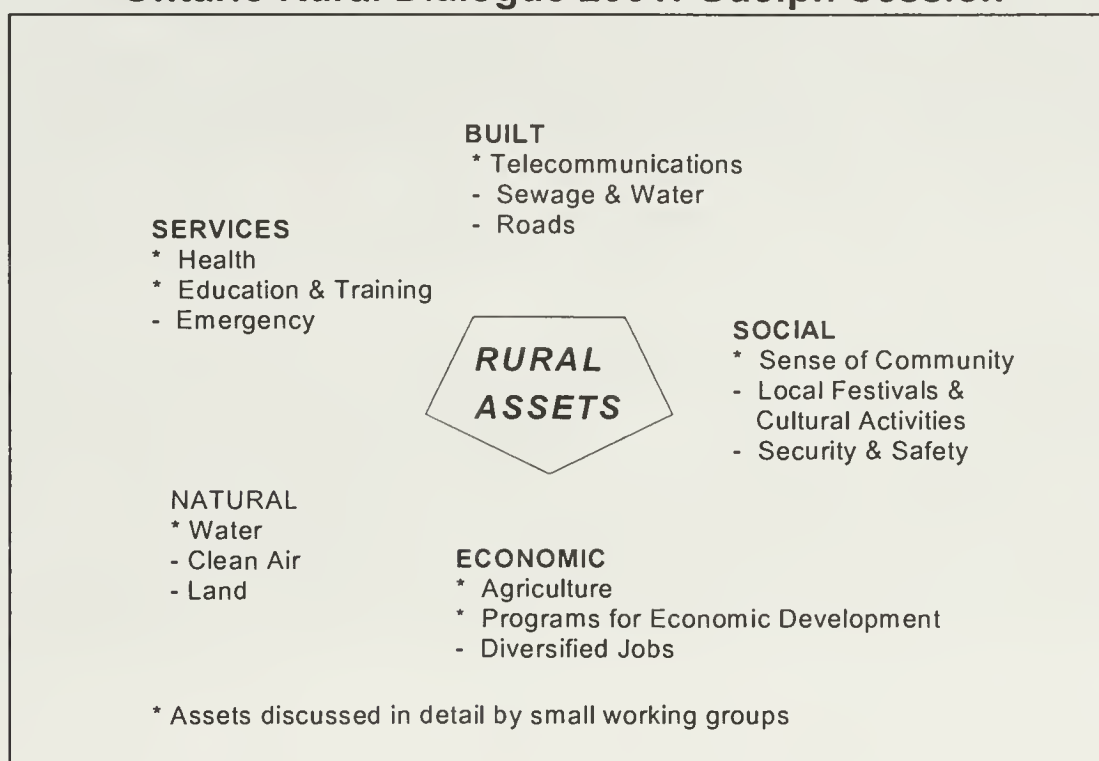 BUILT
* Telecommunications
- Sewage & Water
- Roads
SERVICES
* Health
* Education & Training
- Emergency
RURAL
ASSETS
SOCIAL
* Sense of Community
- Local Festivals &
Cultural Activities
- Security & Safety
NATURAL
* Water
- Clean Air
- Land
ECONOMIC
* Agriculture
* Programs for Economic Development
- Diversified Jobs
* Assets discussed in detail by small working groups